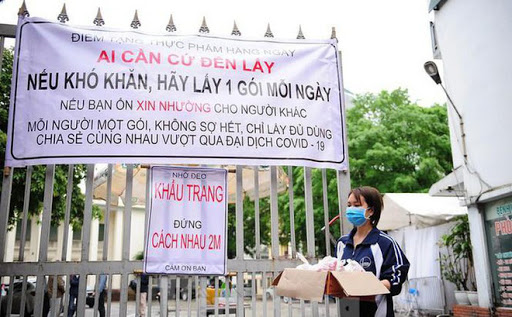 ĐIỂM TẶNG THỰC PHẨM HÀNG NGÀY
AI CẦN CỨ ĐẾN LẤY
NẾU KHÓ KHĂN, HÃY LẤY 1 GÓI MỖI NGÀY
NẾU BẠN ỔN XIN NHƯỜNG CHO NGƯỜI KHÁC
MỖI NGƯỜI MỘT GÓI, KHÔNG SỢ HẾT, CHỈ LẤY ĐỦ DÙNG
CHIA SẺ CÙNG NHAU VƯỢT QUA ĐẠI DỊCH COVID - 19
NHỚ ĐEO
KHẨU TRANG
ĐỨNG
CÁCH NHAU 2M
CẢM ƠN BẠN